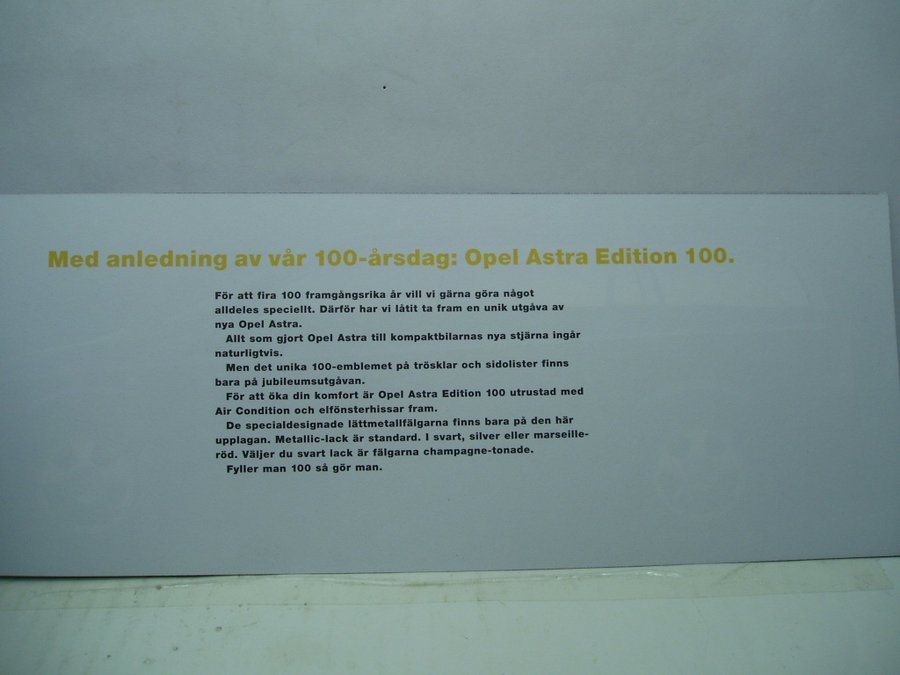 Med anledning av vår 100-årsdag: Opel Astra Edition 100.
För att fira 100 framgångsrika år vill vi gärna göra något
alldeles speciellt. Därför har vi låtit ta fram en unik utgåva av
nya Opel Astra.
Allt som gjort Opel Astra till kompaktbilarnas nya stjärna ingår
naturligtvis.
Men det unika 100-emblemet på trösklar och sidolister finns
bara på jubileumsutgåvan.
För att öka din komfort är Opel Astra Edition 100 utrustad med
Air Condition och elfönsterhissar fram.
De specialdesignade lättmetallfälgarna finns bara på den här
upplagan. Metallic-lack är standard. I svart, silver eller marseille-
röd. Väljer du svart lack är fälgarna champagne-tonade.
Fyller man 100 så gör man.